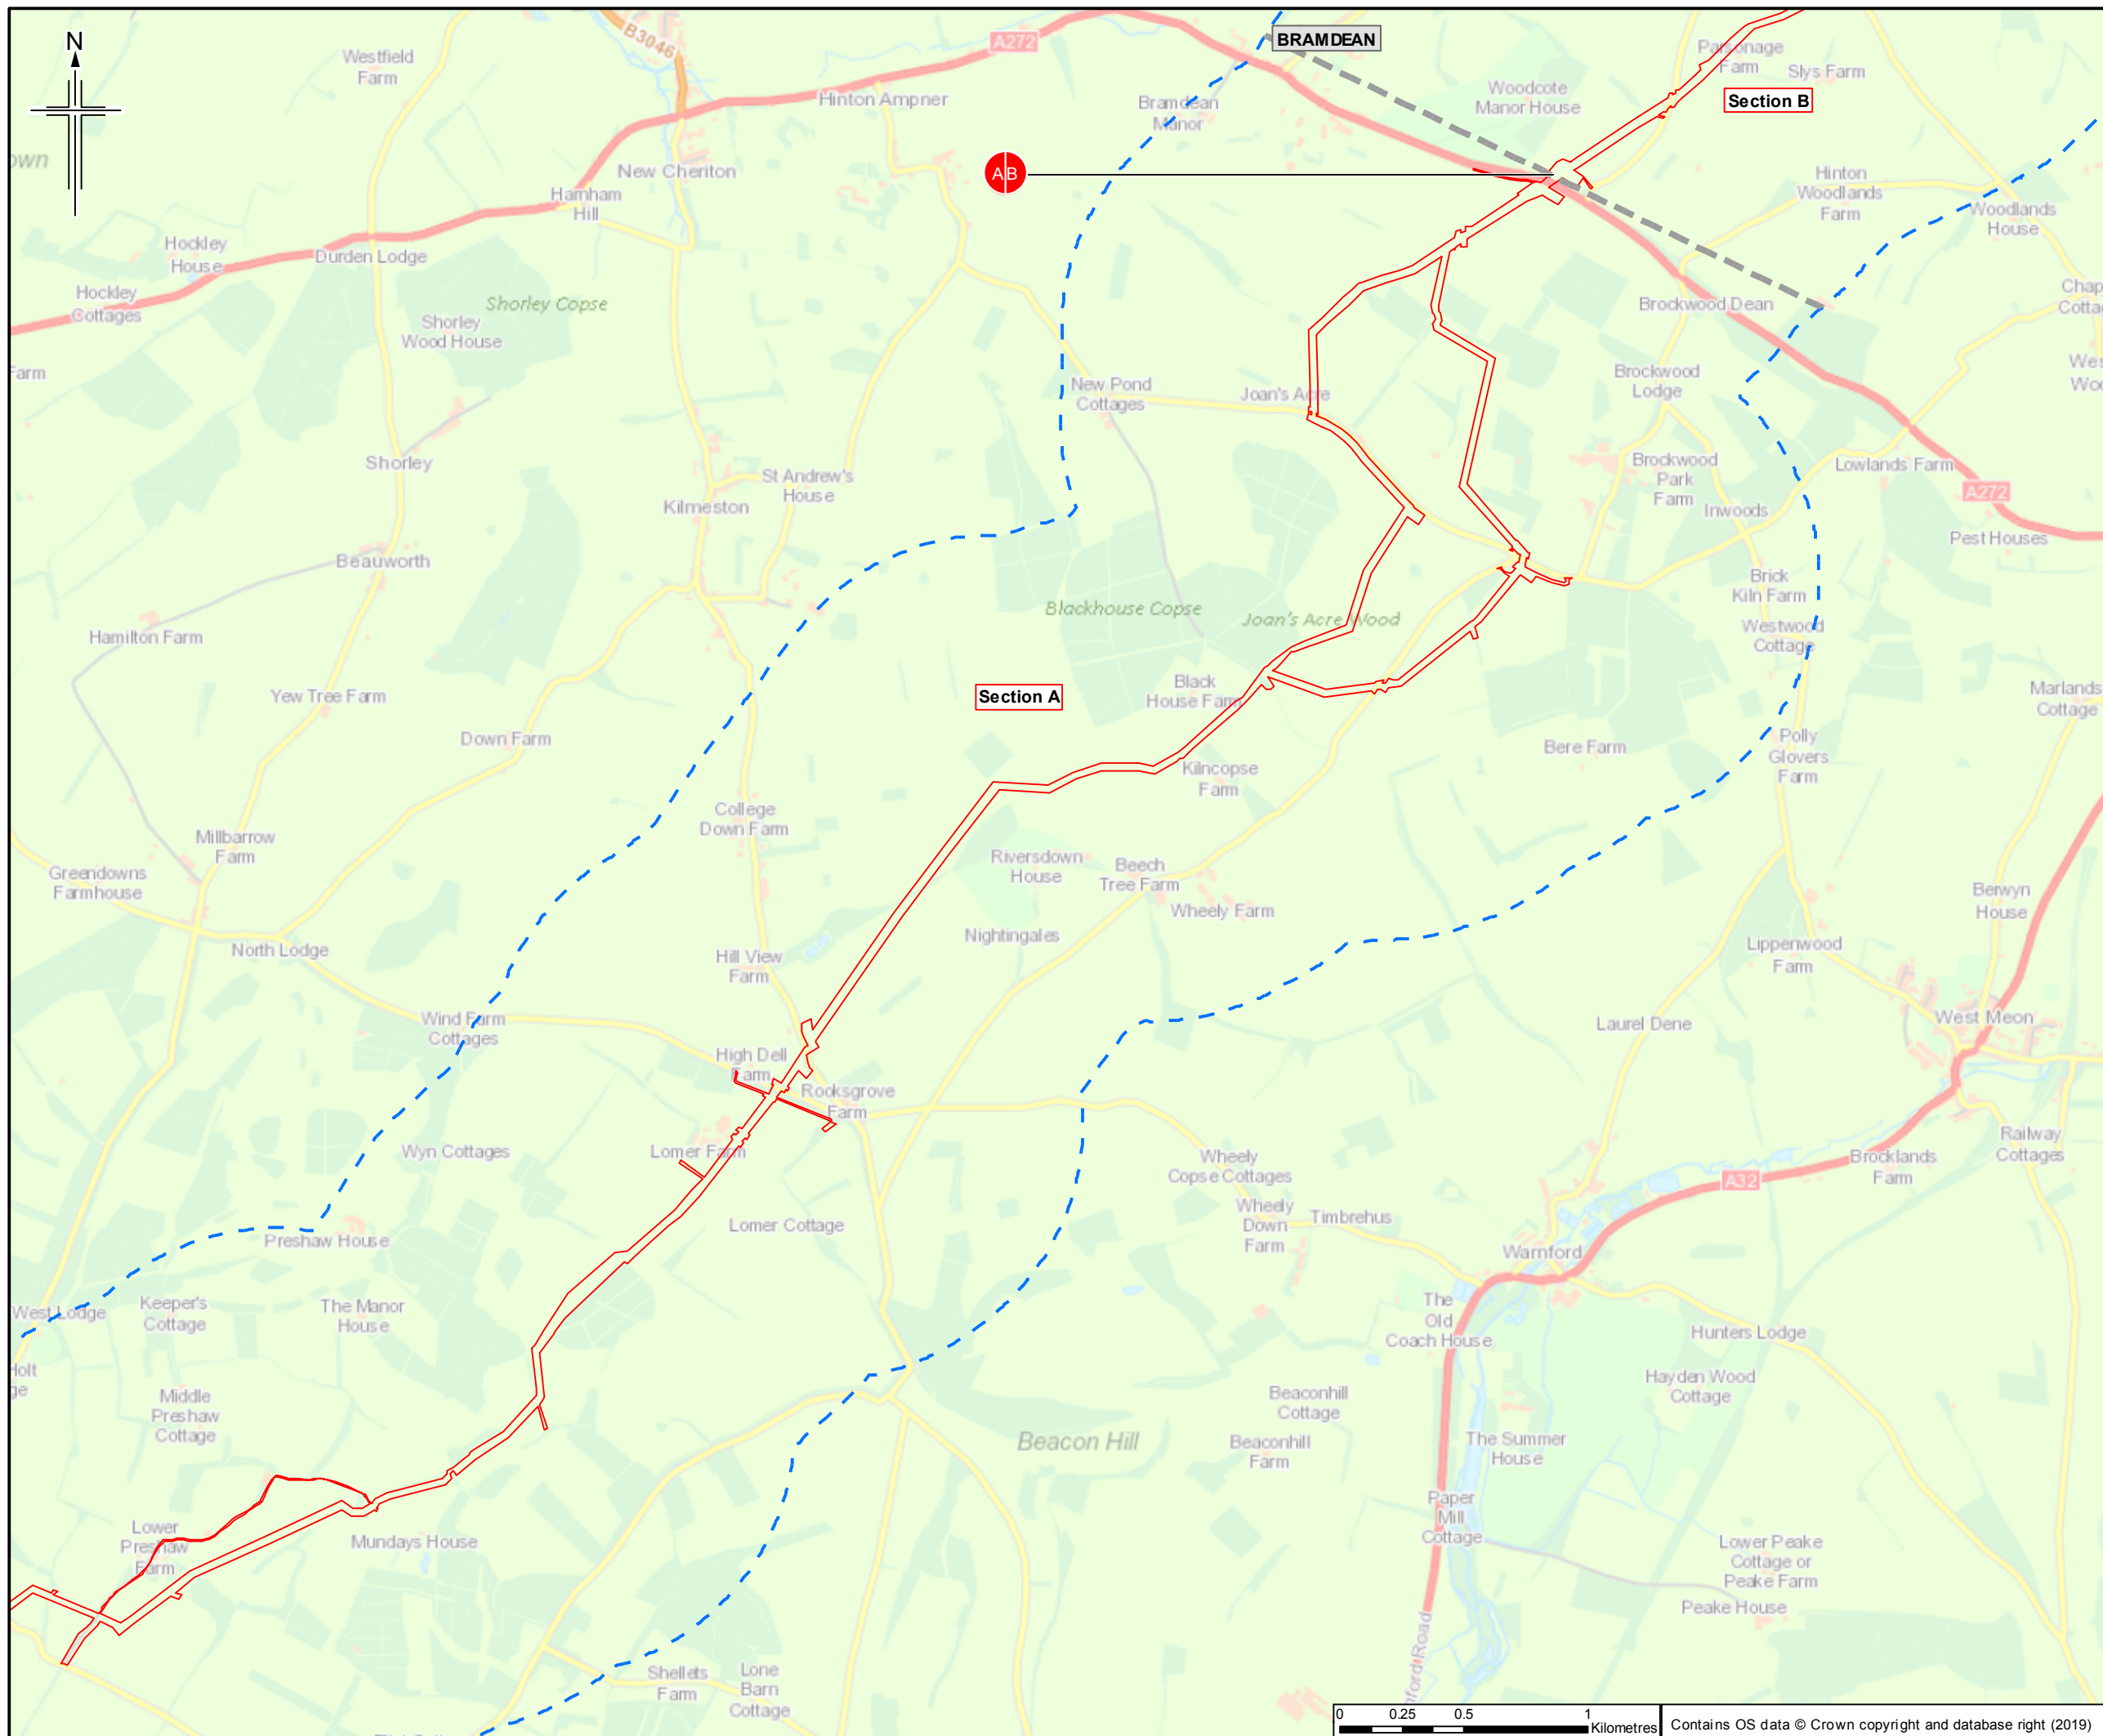 N
B3046
A272
BRAMDEAN
Parsonage
Farm
Slys Farm
Westfield
Farm
Hinton Ampner
Bramdean
Manor
Woodcote
Manor House
Section B
New Cheriton
A B
Harnham
Hill
Hinton
Woodlands
Farm
Woodlands
House
Hockley
House
Durden Lodge
Hockley
Cottages
Shorley Copse
Shorley
Wood House
Brockwood Dean
New Pond
Cottages
Joan's Acre
Brockwood
Lodge
Shorley
St Andrew's
House
Kilmeston
Brockwood
Park
Farm
Lowlands Farm
A272
Inwoods
Pest Houses
Beauworth
Brick
Kiln Farm
Hamilton Farm
Blackhouse Copse
Joan's Acre Wood
Westwood
Cottage
Yew Tree Farm
Section A
Black
House Farm
Marlands
Cottage
Down Farm
Bere Farm
Polly
Glovers
Farm
Kilncopse
Farm
College
Down Farm
Millbarrow
Farm
Greendowns
Farmhouse
Riversdown
House
Beech
Tree Farm
Wheely Farm
Berwyn
House
North Lodge
Nightingales
Hill View
Farm
Lippenwood
Farm
Wind Farm
Cottages
Laurel Dene
West Meon
High Dell
Farm
Rooksgrove
Farm
Wyn Cottages
Lomer Farm
Wheely
Copse Cottages
Railway
Cottages
Brocklands
Farm
A32
Wheely
Down
Farm
Timbrehus
Lomer Cottage
Preshaw House
Warnford
West Lodge
Keeper's
Cottage
The Manor
House
The
Old
Coach House
Hunters Lodge
Middle
Preshaw
Cottage
Hayden Wood
Cottage
Beaconhill
Cottage
Beacon Hill
Beaconhill
Farm
The Summer
House
Paper
Mill
Cottage
Lower
Preshaw
Farm
Mundays House
Lower Peake
Cottage or
Peake Farm
Peake House
Shellets
Farm
Lone
Barn
Cottage
0 0.25 0.5 1
Kilometres
Contains OS data © Crown copyright and database right (2019)